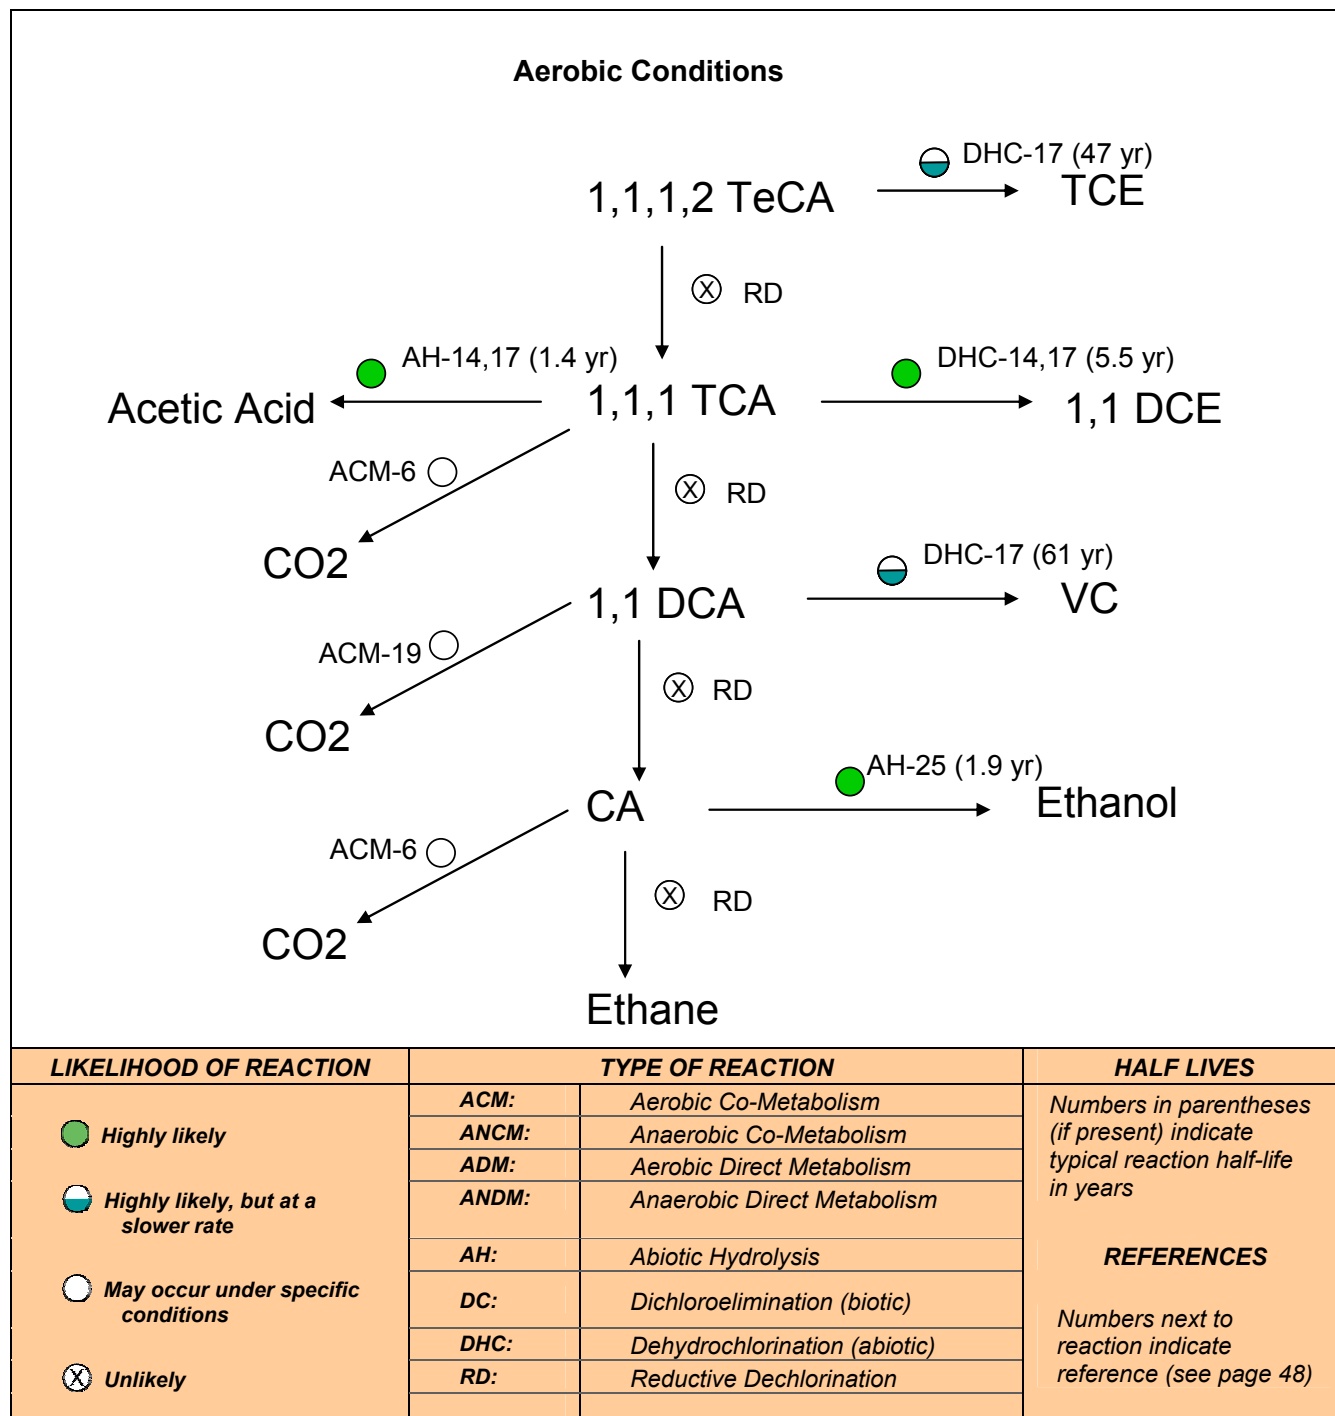 Aerobic Conditions
DHC-17 (47 yr)
1,1,1,2 TeCA
TCE
X RD
AH-14,17 (1.4 yr)
DHC-14,17 (5.5 yr)
Acetic Acid
1,1,1 TCA
1,1 DCE
ACM-6
X RD
CO2
DHC-17 (61 yr)
1,1 DCA
VC
ACM-19
X RD
CO2
AH-25 (1.9 yr)
CA
Ethanol
ACM-6
X RD
CO2
Ethane
LIKELIHOOD OF REACTION
Highly likely
Highly likely, but at a
slower rate
May occur under specific
conditions
X Unlikely
TYPE OF REACTION
ACM: Aerobic Co-Metabolism
ANCM: Anaerobic Co-Metabolism
ADM: Aerobic Direct Metabolism
ANDM: Anaerobic Direct Metabolism
AH: Abiotic Hydrolysis
DC: Dichloroelimination (biotic)
DHC: Dehydrochlorination (abiotic)
RD: Reductive Dechlorination
HALF LIVES
Numbers in parentheses
(if present) indicate
typical reaction half-life
in years
REFERENCES
Numbers next to
reaction indicate
reference (see page 48)